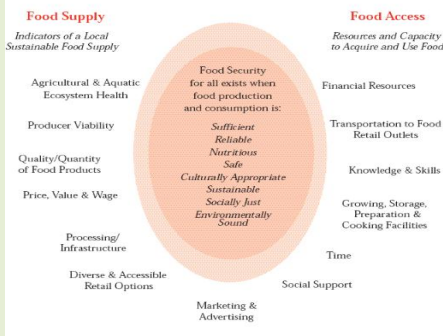 Food Supply
Indicators of a Local
Sustainable Food Supply
Agricultural & Aquatic
Ecosystem Health
Producer Viability
Quality/Quantity
of Food Products
Price, Value & Wage
Processing/
Infrastructure
Diverse & Accessible
Retail Options
Marketing &
Advertising
Food Security
for all exists when
food production
and consumption is:
Sufficient
Reliable
Nutritious
Safe
Culturally Appropriate
Sustainable
Socially Just
Environmentally
Sound
Food Access
Resources and Capacity
to Acquire and Use Food
Financial Resources
Transportation to Food
Retail Outlets
Knowledge & Skills
Growing, Storage,
Preparation &
Cooking Facilities
Time
Social Support